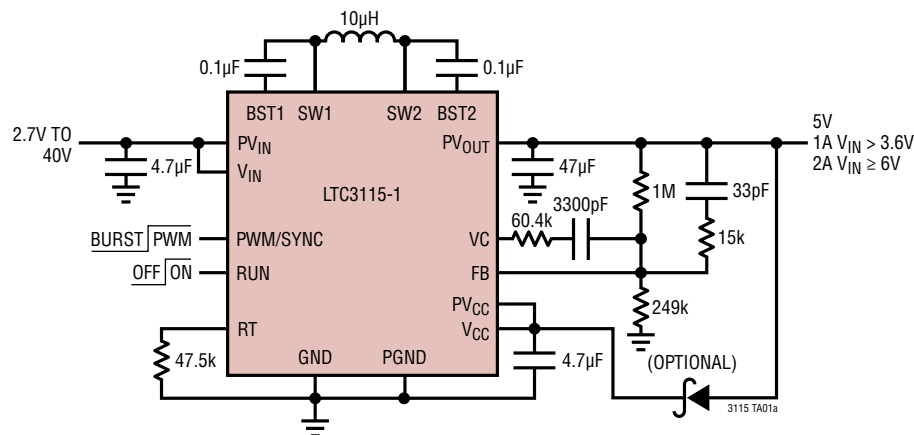 10µH
0.1µF
0.1µF
BST1 SW1 SW2 BST2
2.7V TO
40V
PVIN
VIN
4.7µF
LTC3115-1
PVOUT
47µF
5V
1A VIN > 3.6V
2A VIN ≥ 6V
1M
33pF
3300pF
60.4k
15k
BURST PWM
PWM/SYNC
VC
OFF ON
RUN
FB
249k
PVCC
VCC
RT
47.5k
GND PGND
4.7µF
(OPTIONAL)
3115 TA01a